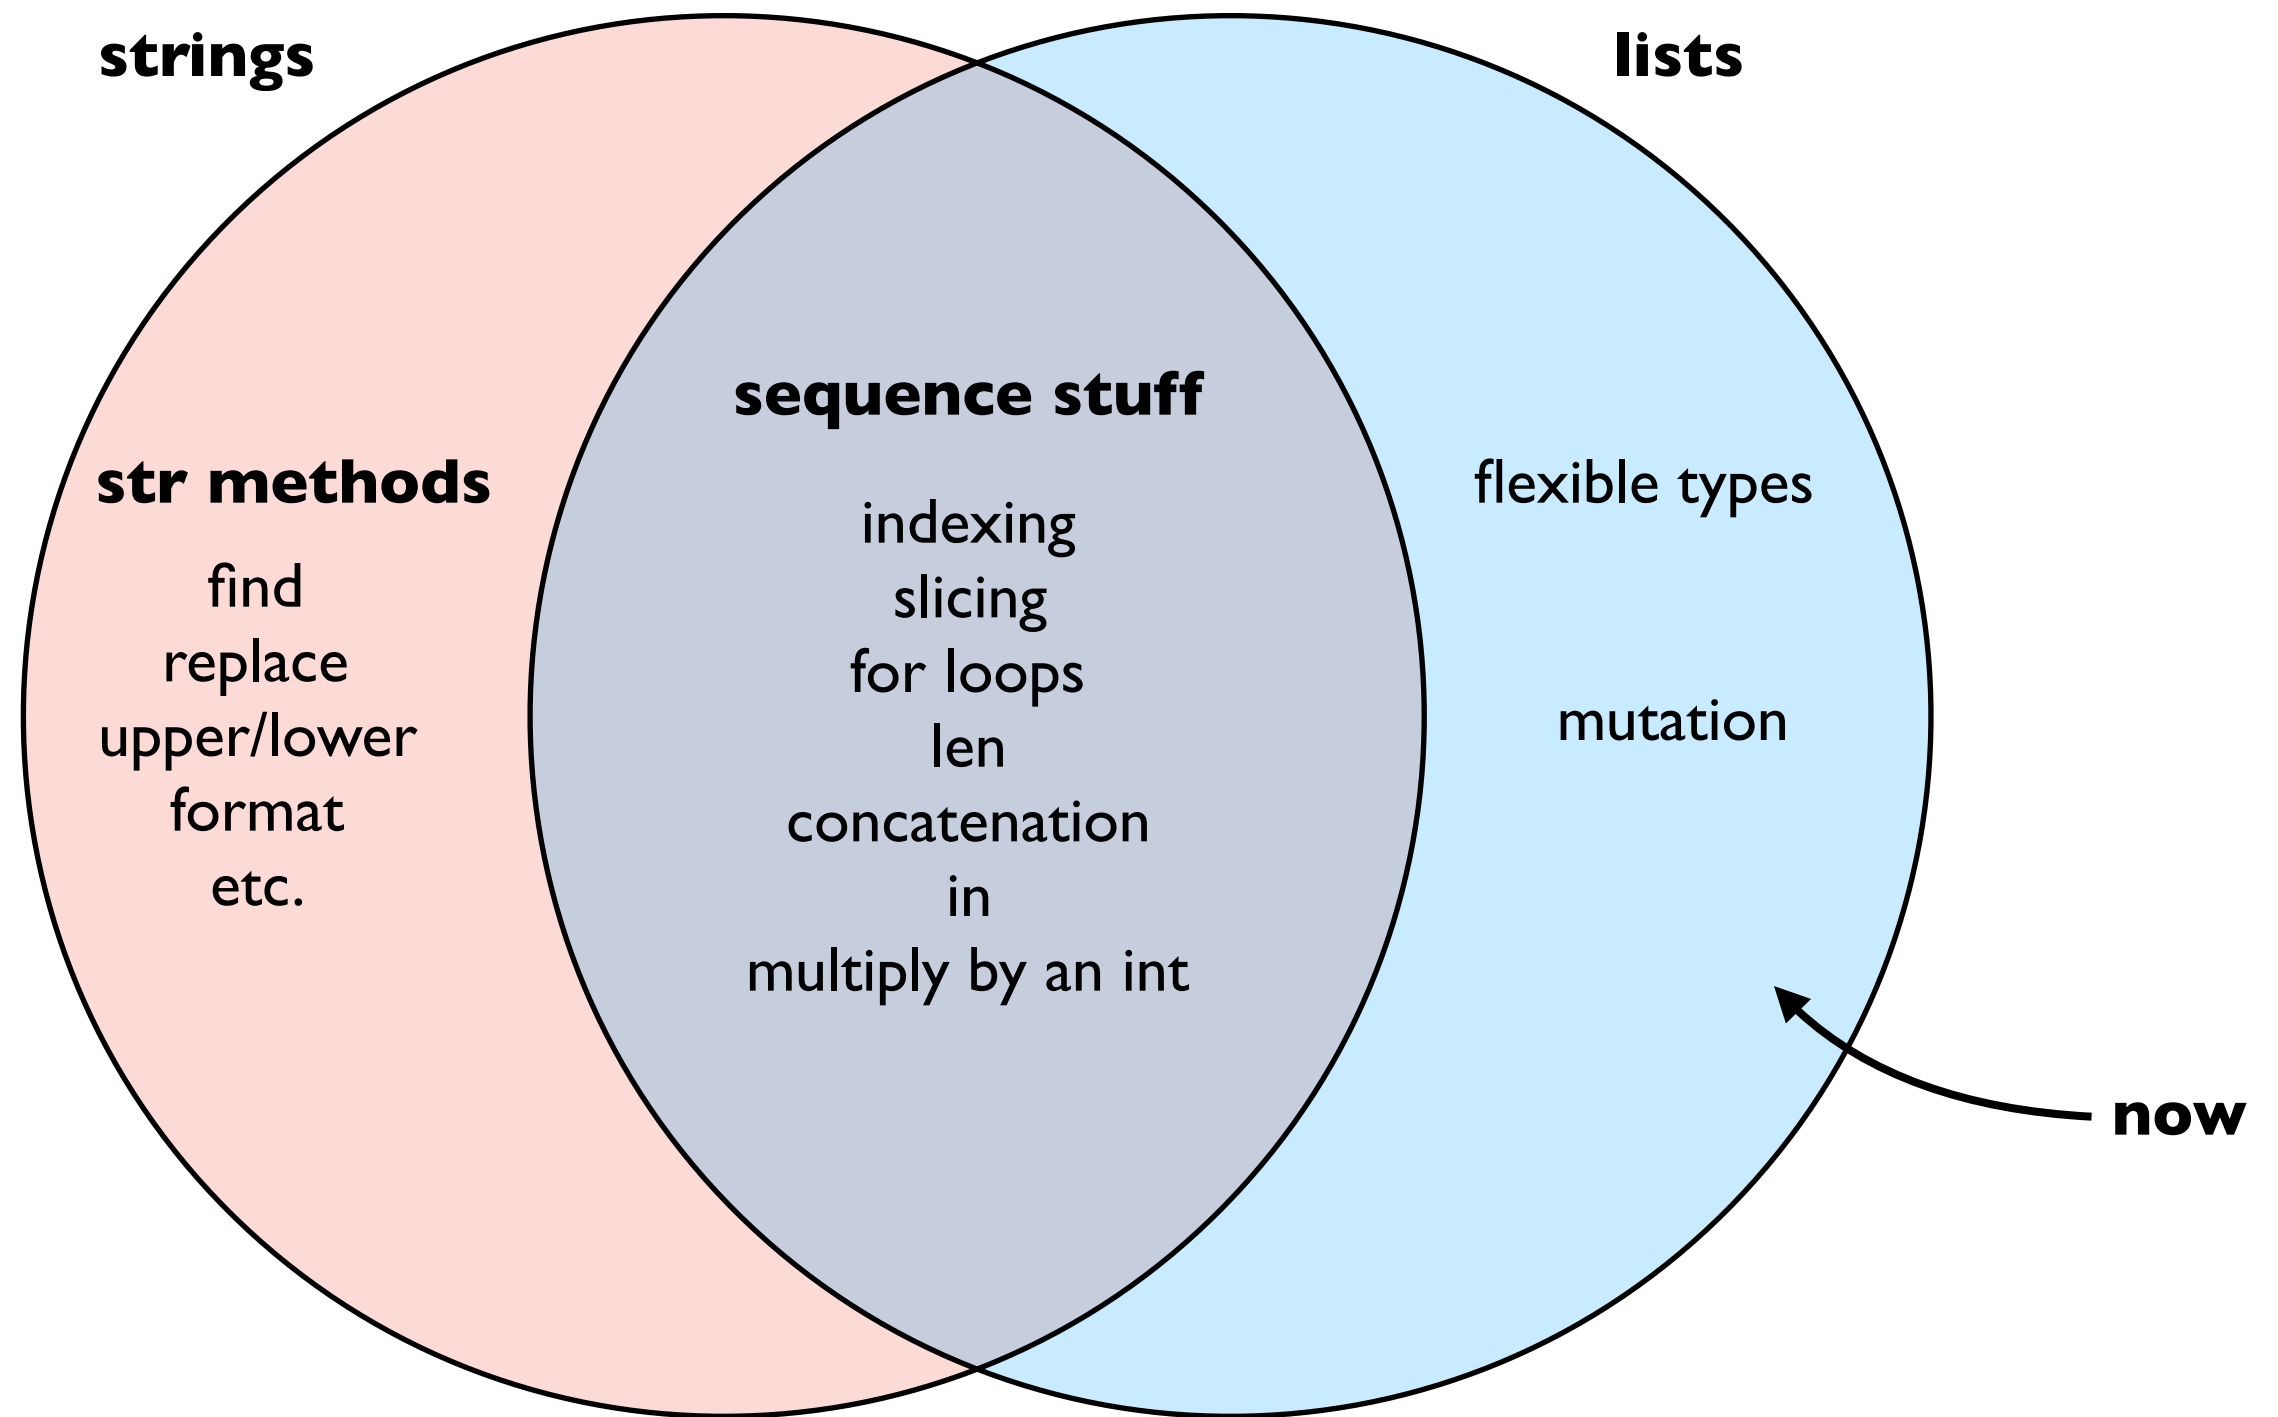 strings
lists
str methods
find
replace
upper/lower
format
etc.
sequence stuff
indexing
slicing
for loops
len
concatenation
in
multiply by an int
flexible types
mutation
now